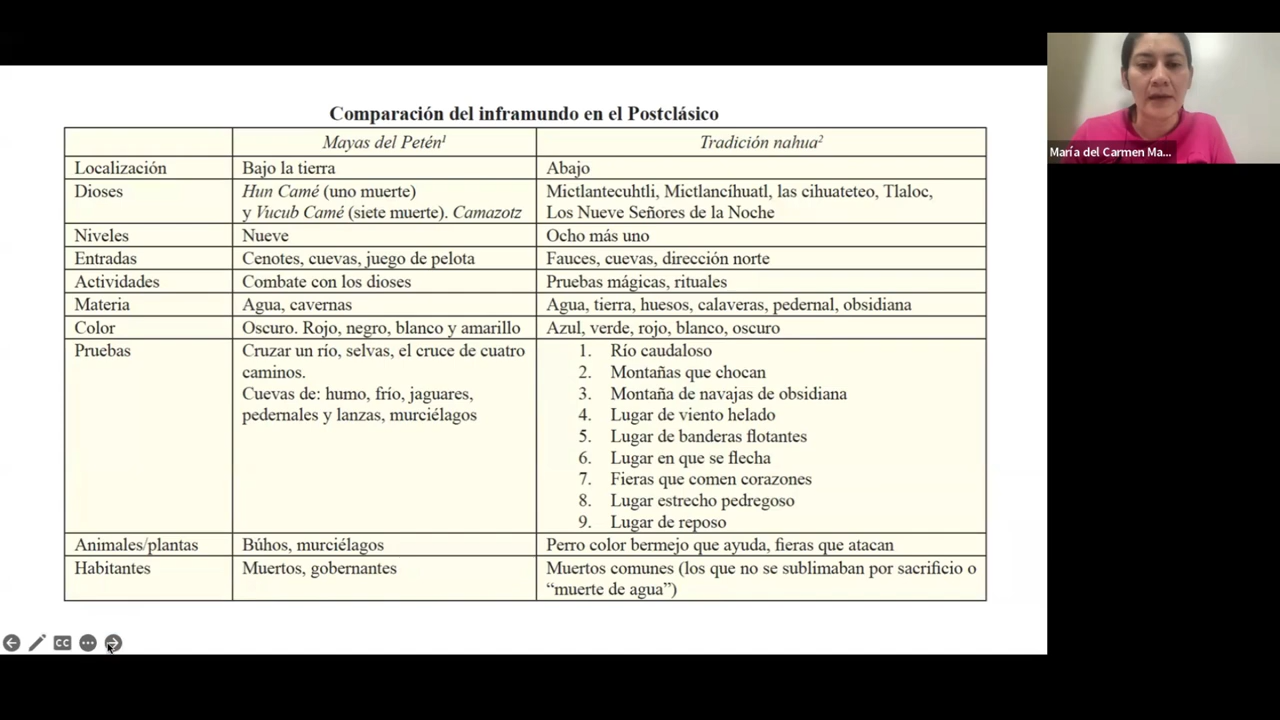 Comparación del inframundo en el Postclásico
Mayas del Petén¹ Tradición nahua²
Localización Bajo la tierra Abajo
Dioses Hun Camé (uno muerte) Mictlantecuhtli, Mictlancíhuatl, las cihuateteo, Tlaloc,
y Vucub Camé (siete muerte). Camazotz Los Nueve Señores de la Noche
Niveles Nueve Ocho más uno
Entradas Cenotes, cuevas, juego de pelota Fauces, cuevas, dirección norte
Actividades Combate con los dioses Pruebas mágicas, rituales
Materia Agua, cavernas Agua, tierra, huesos, calaveras, pedernal, obsidiana
Color Oscuro. Rojo, negro, blanco y amarillo Azul, verde, rojo, blanco, oscuro
Pruebas Cruzar un río, selvas, el cruce de cuatro 1. Río caudaloso
caminos. 2. Montañas que chocan
Cuevas de: humo, frío, jaguares, 3. Montaña de navajas de obsidiana
pedernales y lanzas, murciélagos 4. Lugar de viento helado
5. Lugar de banderas flotantes
6. Lugar en que se flecha
7. Fieras que comen corazones
8. Lugar estrecho pedregoso
9. Lugar de reposo
Animales/plantas Búhos, murciélagos Perro color bermejo que ayuda, fieras que atacan
Habitantes Muertos, gobernantes Muertos comunes (los que no se sublimaban por sacrificio o
“muerte de agua”)
María del Carmen Ma...
CC